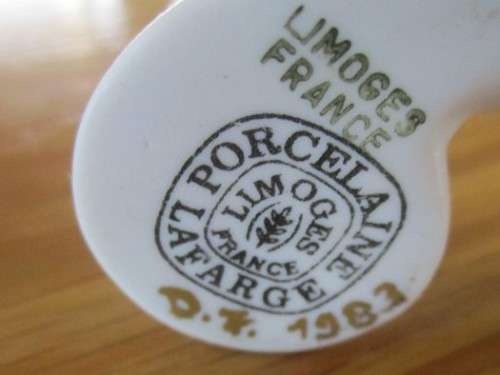 LIMOGES
FRANCE
PORCELAINE
LAFARGE
LIMOGES
FRANCE
1983